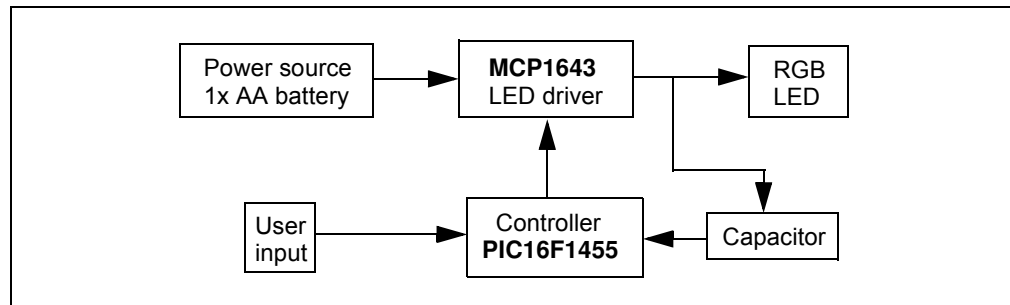 Power source
1x AA battery
MCP1643
LED driver
RGB
LED
User
input
Controller
PIC16F1455
Capacitor